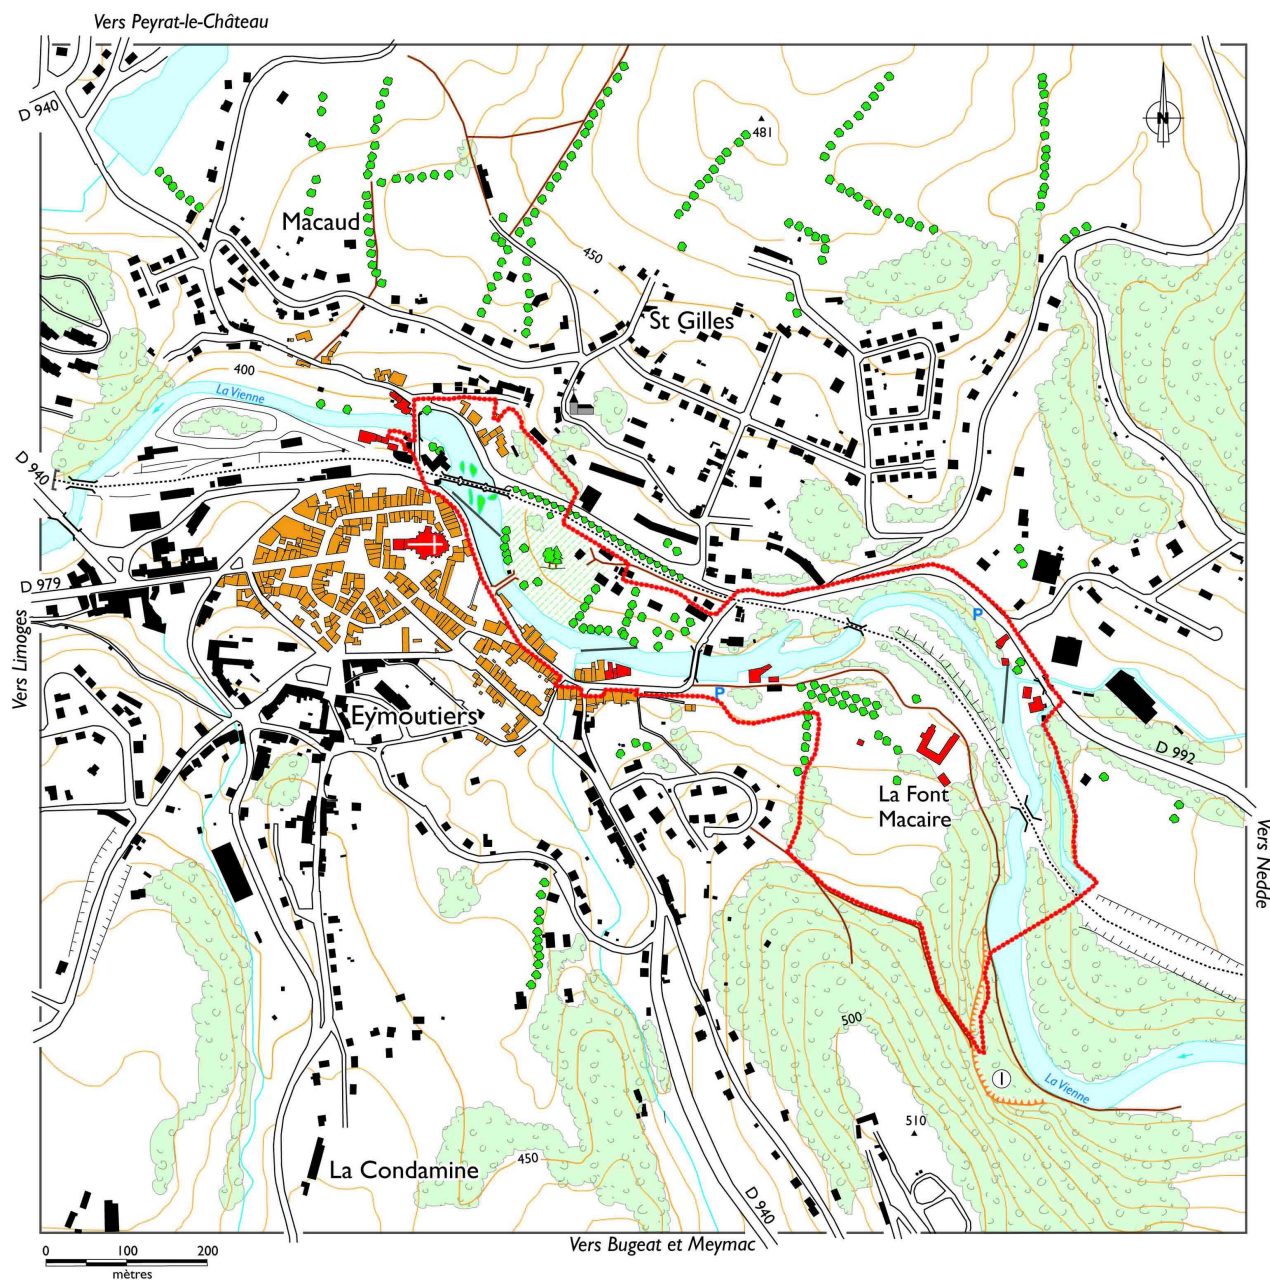 Vers Peyrat-le-Château
D 940
481
N
Macaud
450
St Gilles
400
La Vienne
D 940
D 979
Vers Limoges
P
P
Eymoutiers
D 992
La Font
Macaire
Vers Nedde
500
I
La Vienne
510
450
La Condamine
D 940
Vers Bugeat et Meymac
0 100 200
mètres